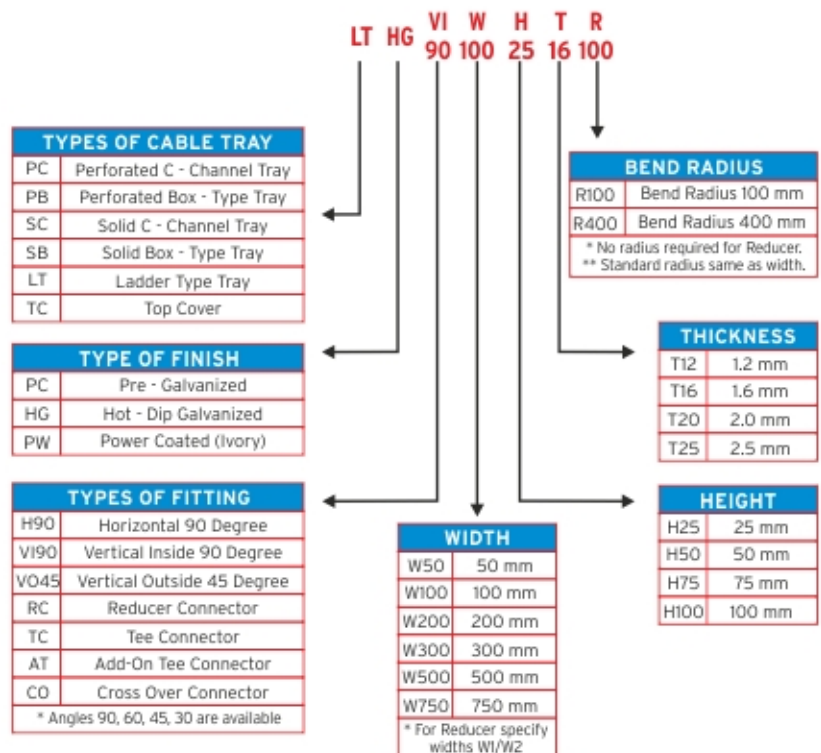 LT HG VI W H T R
90 100 25 16 100
TYPES OF CABLE TRAY
PC Perforated C - Channel Tray
PB Perforated Box - Type Tray
SC Solid C - Channel Tray
SB Solid Box - Type Tray
LT Ladder Type Tray
TC Top Cover
TYPE OF FINISH
PC Pre - Galvanized
HG Hot - Dip Galvanized
PW Power Coated (Ivory)
TYPES OF FITTING
H90 Horizontal 90 Degree
VI90 Vertical Inside 90 Degree
VO45 Vertical Outside 45 Degree
RC Reducer Connector
TC Tee Connector
AT Add-On Tee Connector
CO Cross Over Connector
* Angles 90, 60, 45, 30 are available
WIDTH
W50 50 mm
W100 100 mm
W200 200 mm
W300 300 mm
W500 500 mm
W750 750 mm
* For Reducer specify
widths W1/W2
BEND RADIUS
R100 Bend Radius 100 mm
R400 Bend Radius 400 mm
* No radius required for Reducer.
** Standard radius same as width.
THICKNESS
T12 1.2 mm
T16 1.6 mm
T20 2.0 mm
T25 2.5 mm
HEIGHT
H25 25 mm
H50 50 mm
H75 75 mm
H100 100 mm